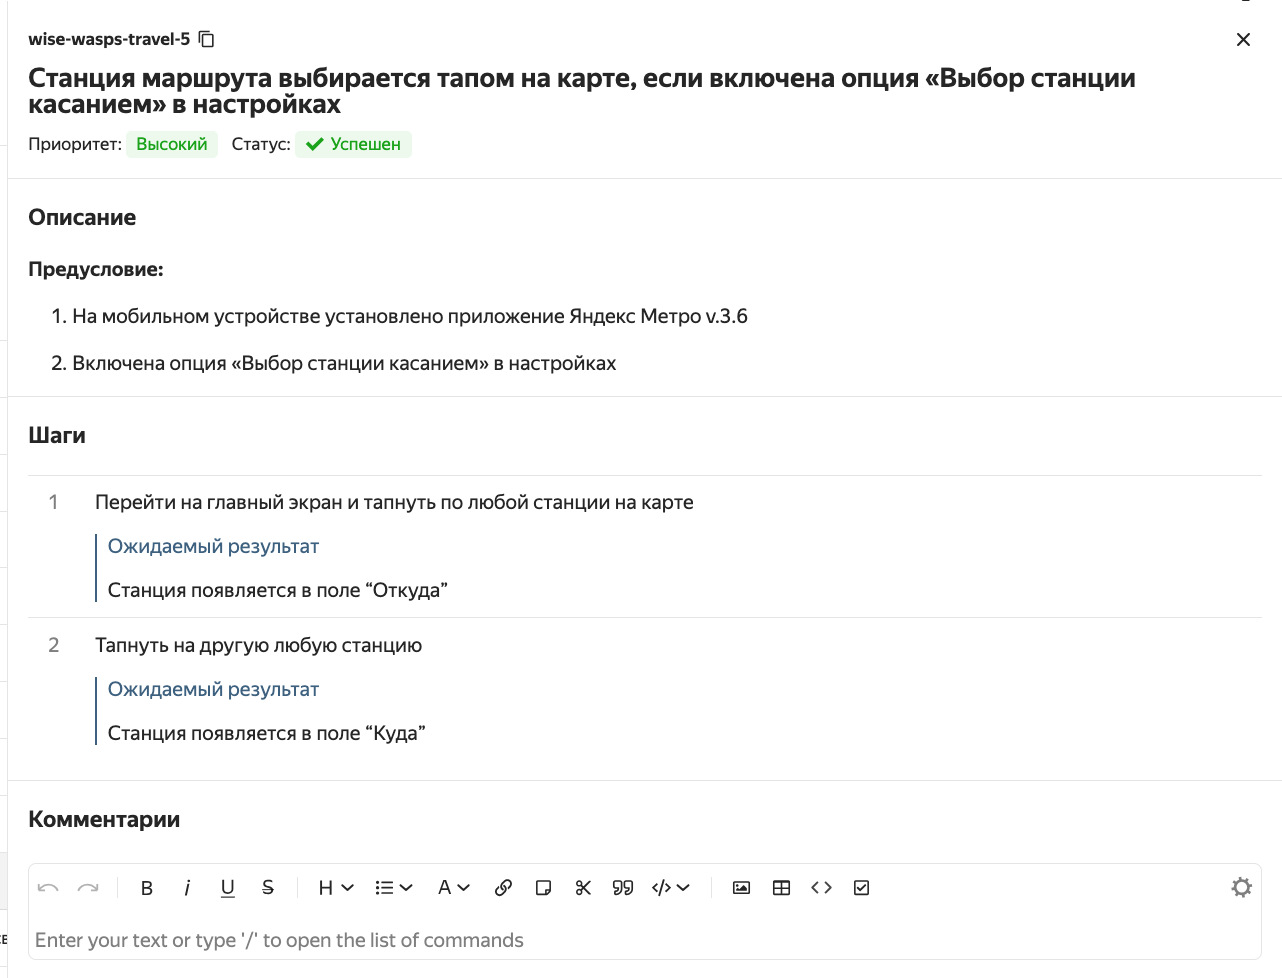 wise-wasps-travel-5
Станция маршрута выбирается тапом на карте, если включена опция «Выбор станции
касанием» в настройках
Приоритет: Высокий Статус: Успешен
Описание
Предусловие:
1. На мобильном устройстве установлено приложение Яндекс Метро v.3.6
2. Включена опция «Выбор станции касанием» в настройках
Шаги
1 Перейти на главный экран и тапнуть по любой станции на карте
Ожидаемый результат
Станция появляется в поле “Откуда”
2 Тапнуть на другую любую станцию
Ожидаемый результат
Станция появляется в поле “Куда”
Комментарии
B i U S H A
Enter your text or type '/' to open the list of commands